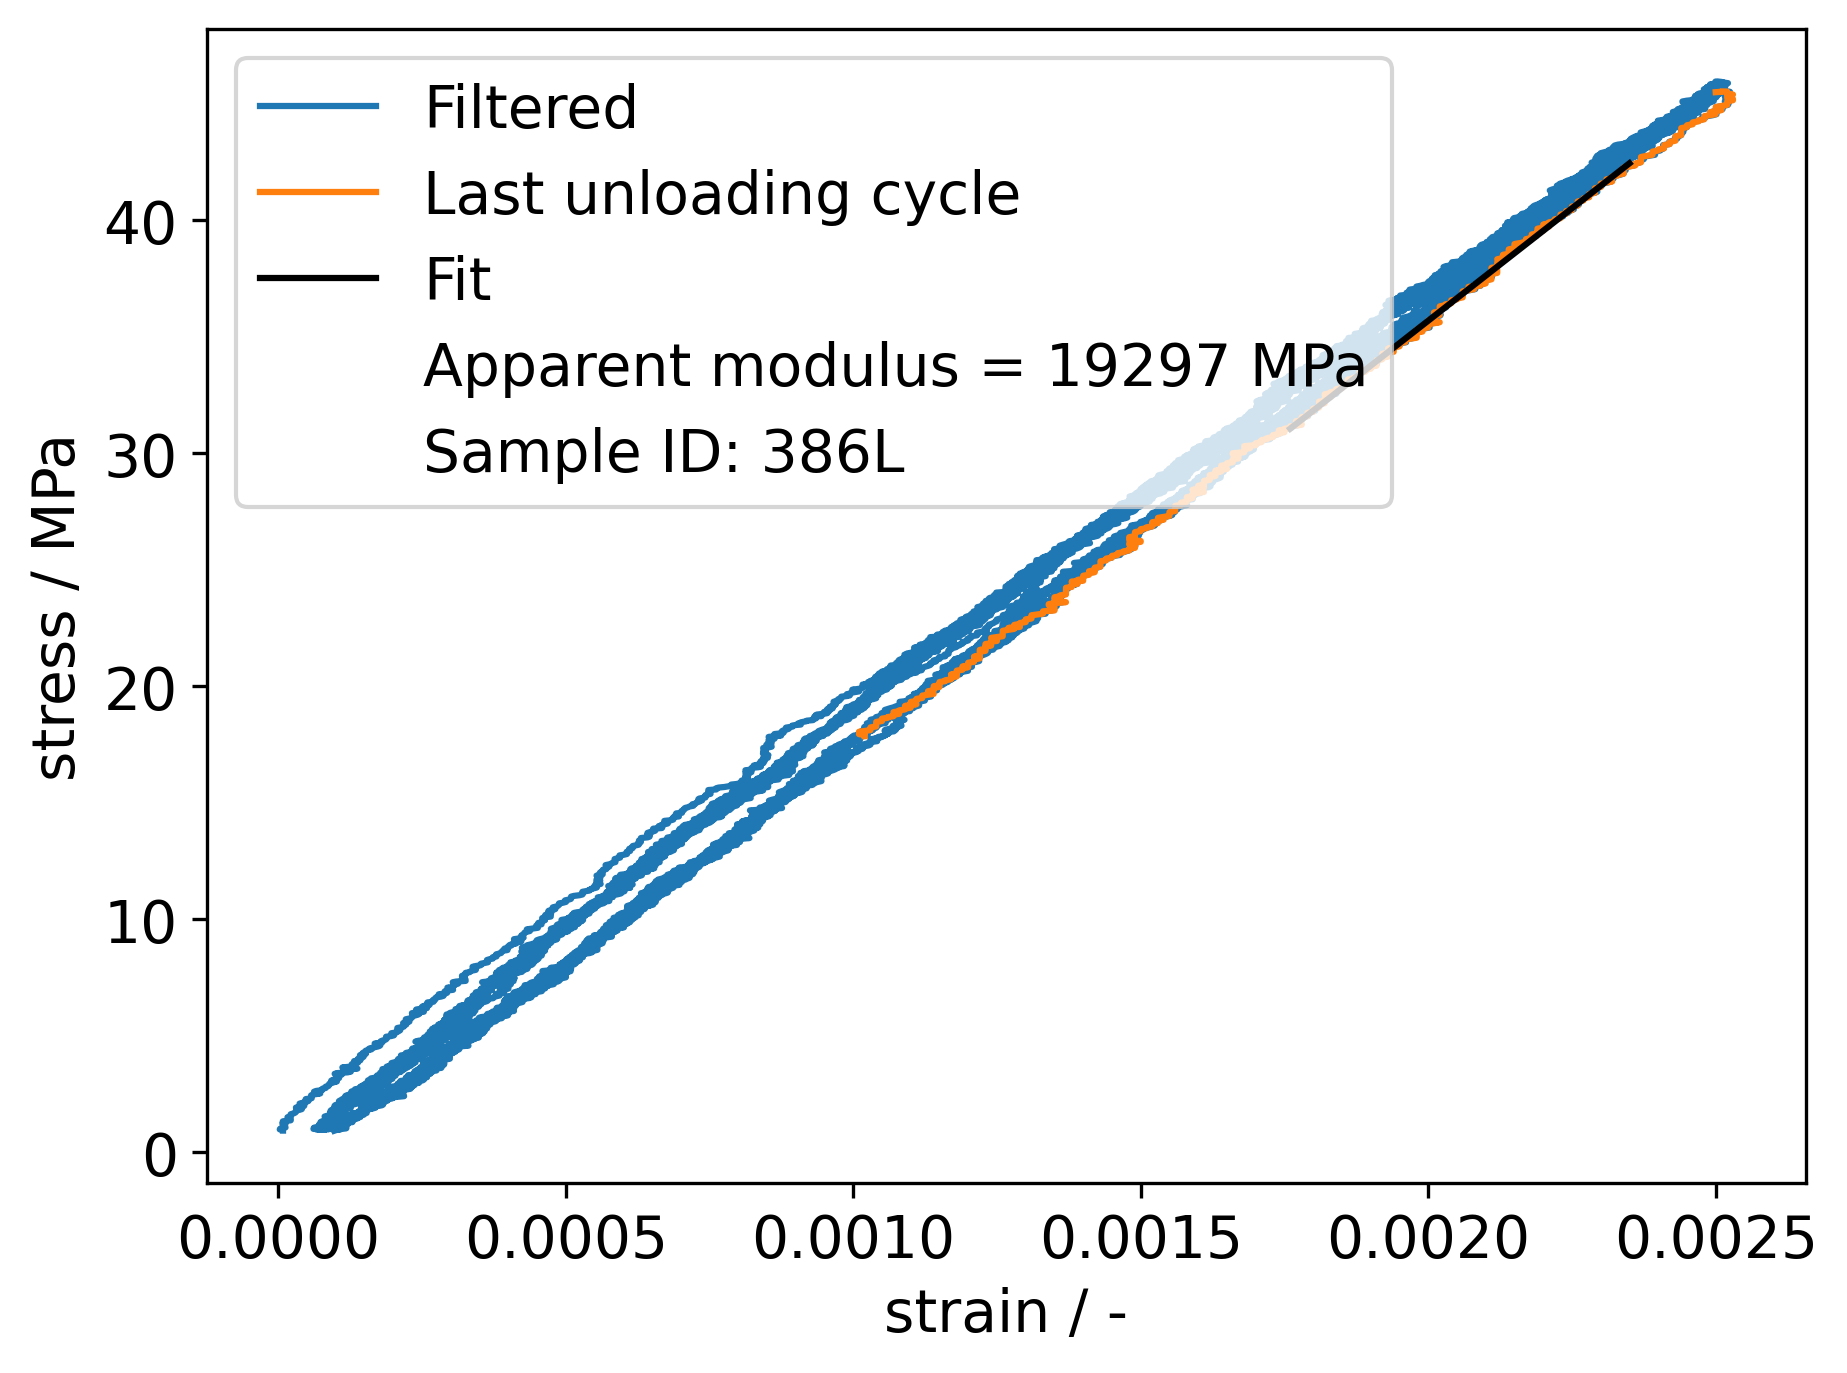 Filtered
Last unloading cycle
Fit
Apparent modulus = 19297 MPa
Sample ID: 386L
stress / MPa
40
30
20
10
0
0.0000 0.0005 0.0010 0.0015 0.0020 0.0025
strain / -